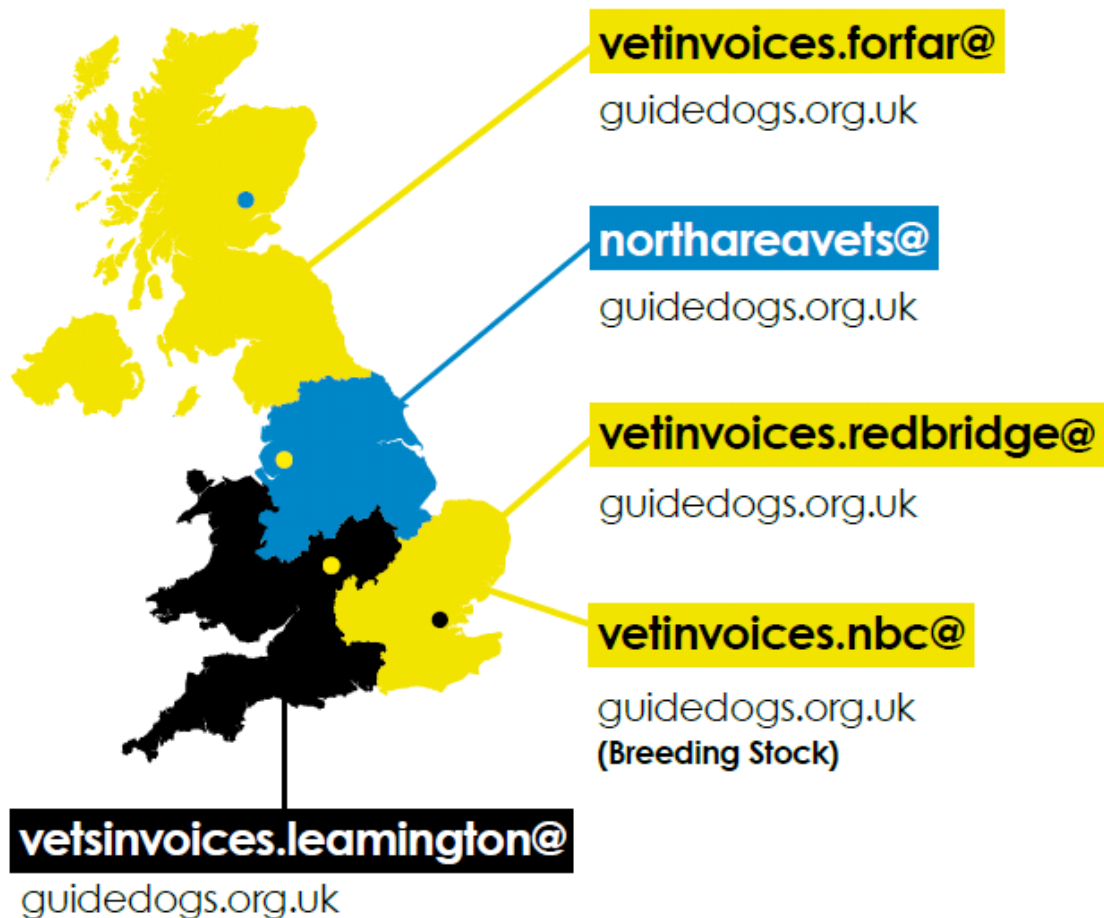 vetinvoices.forfar@
guidedogs.org.uk
northareavets@
guidedogs.org.uk
vetinvoices.redbridge@
guidedogs.org.uk
vetinvoices.nbc@
guidedogs.org.uk
(Breeding Stock)
vetsinvoices.leamington@
guidedogs.org.uk